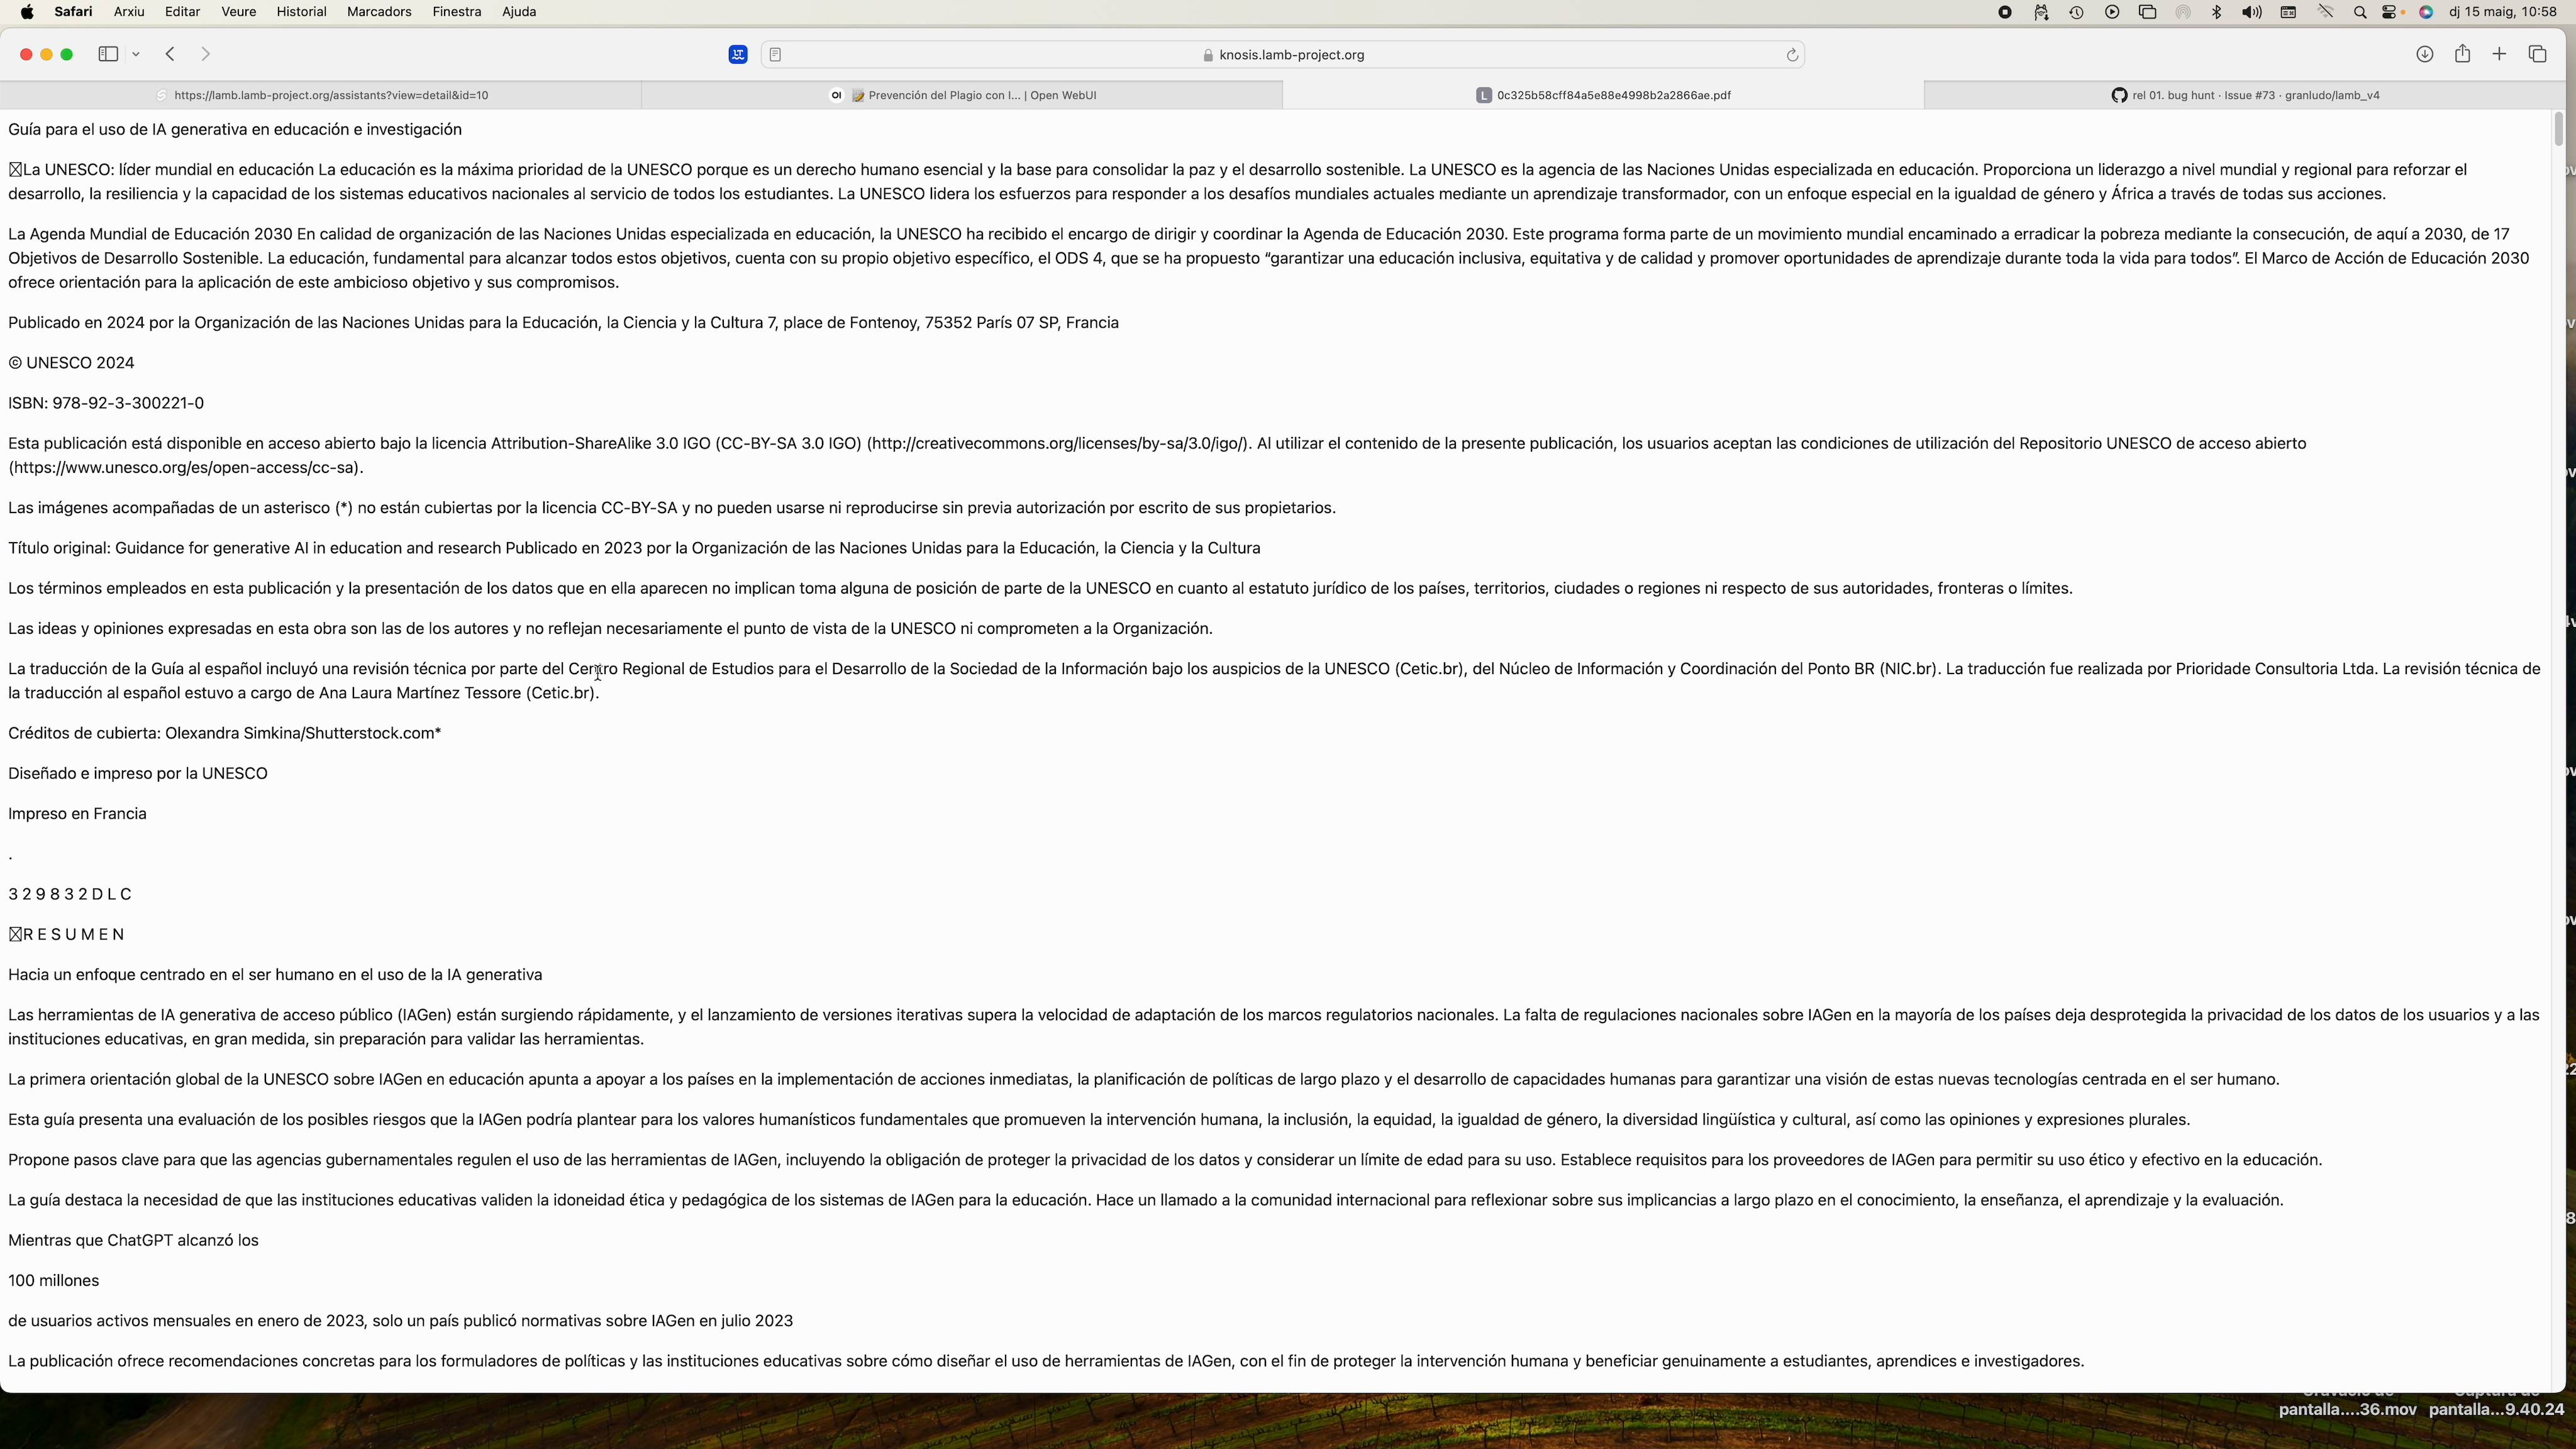 Safari Arxiu Editar Veure Historial Marcadors Finestra Ajuda
dj 15 maig, 10:58
knosis.lamb-project.org
https://lamb.lamb-project.org/assistants?view=detail&id=10
OI Prevención del Plagio con I... | Open WebUI
L 0c325b58cff84a5e88e4998b2a2866ae.pdf
rel 01. bug hunt · Issue #73 · granludo/lamb_v4
Guía para el uso de IA generativa en educación e investigación
La UNESCO: líder mundial en educación La educación es la máxima prioridad de la UNESCO porque es un derecho humano esencial y la base para consolidar la paz y el desarrollo sostenible. La UNESCO es la agencia de las Naciones Unidas especializada en educación. Proporciona un liderazgo a nivel mundial y regional para reforzar el
desarrollo, la resiliencia y la capacidad de los sistemas educativos nacionales al servicio de todos los estudiantes. La UNESCO lidera los esfuerzos para responder a los desafíos mundiales actuales mediante un aprendizaje transformador, con un enfoque especial en la igualdad de género y África a través de todas sus acciones.
La Agenda Mundial de Educación 2030 En calidad de organización de las Naciones Unidas especializada en educación, la UNESCO ha recibido el encargo de dirigir y coordinar la Agenda de Educación 2030. Este programa forma parte de un movimiento mundial encaminado a erradicar la pobreza mediante la consecución, de aquí a 2030, de 17
Objetivos de Desarrollo Sostenible. La educación, fundamental para alcanzar todos estos objetivos, cuenta con su propio objetivo específico, el ODS 4, que se ha propuesto “garantizar una educación inclusiva, equitativa y de calidad y promover oportunidades de aprendizaje durante toda la vida para todos”. El Marco de Acción de Educación 2030
ofrece orientación para la aplicación de este ambicioso objetivo y sus compromisos.
Publicado en 2024 por la Organización de las Naciones Unidas para la Educación, la Ciencia y la Cultura 7, place de Fontenoy, 75352 París 07 SP, Francia
© UNESCO 2024
ISBN: 978-92-3-300221-0
Esta publicación está disponible en acceso abierto bajo la licencia Attribution-ShareAlike 3.0 IGO (CC-BY-SA 3.0 IGO) (http://creativecommons.org/licenses/by-sa/3.0/igo/). Al utilizar el contenido de la presente publicación, los usuarios aceptan las condiciones de utilización del Repositorio UNESCO de acceso abierto
(https://www.unesco.org/es/open-access/cc-sa).
Las imágenes acompañadas de un asterisco (*) no están cubiertas por la licencia CC-BY-SA y no pueden usarse ni reproducirse sin previa autorización por escrito de sus propietarios.
Título original: Guidance for generative AI in education and research Publicado en 2023 por la Organización de las Naciones Unidas para la Educación, la Ciencia y la Cultura
Los términos empleados en esta publicación y la presentación de los datos que en ella aparecen no implican toma alguna de posición de parte de la UNESCO en cuanto al estatuto jurídico de los países, territorios, ciudades o regiones ni respecto de sus autoridades, fronteras o límites.
Las ideas y opiniones expresadas en esta obra son las de los autores y no reflejan necesariamente el punto de vista de la UNESCO ni comprometen a la Organización.
La traducción de la Guía al español incluyó una revisión técnica por parte del Centro Regional de Estudios para el Desarrollo de la Sociedad de la Información bajo los auspicios de la UNESCO (Cetic.br), del Núcleo de Información y Coordinación del Ponto BR (NIC.br). La traducción fue realizada por Prioridade Consultoria Ltda. La revisión técnica de
la traducción al español estuvo a cargo de Ana Laura Martínez Tessore (Cetic.br).
Créditos de cubierta: Olexandra Simkina/Shutterstock.com*
Diseñado e impreso por la UNESCO
Impreso en Francia
.
3 2 9 8 3 2 D L C
R E S U M E N
Hacia un enfoque centrado en el ser humano en el uso de la IA generativa
Las herramientas de IA generativa de acceso público (IAGen) están surgiendo rápidamente, y el lanzamiento de versiones iterativas supera la velocidad de adaptación de los marcos regulatorios nacionales. La falta de regulaciones nacionales sobre IAGen en la mayoría de los países deja desprotegida la privacidad de los datos de los usuarios y a las
instituciones educativas, en gran medida, sin preparación para validar las herramientas.
La primera orientación global de la UNESCO sobre IAGen en educación apunta a apoyar a los países en la implementación de acciones inmediatas, la planificación de políticas de largo plazo y el desarrollo de capacidades humanas para garantizar una visión de estas nuevas tecnologías centrada en el ser humano.
Esta guía presenta una evaluación de los posibles riesgos que la IAGen podría plantear para los valores humanísticos fundamentales que promueven la intervención humana, la inclusión, la equidad, la igualdad de género, la diversidad lingüística y cultural, así como las opiniones y expresiones plurales.
Propone pasos clave para que las agencias gubernamentales regulen el uso de las herramientas de IAGen, incluyendo la obligación de proteger la privacidad de los datos y considerar un límite de edad para su uso. Establece requisitos para los proveedores de IAGen para permitir su uso ético y efectivo en la educación.
La guía destaca la necesidad de que las instituciones educativas validen la idoneidad ética y pedagógica de los sistemas de IAGen para la educación. Hace un llamado a la comunidad internacional para reflexionar sobre sus implicancias a largo plazo en el conocimiento, la enseñanza, el aprendizaje y la evaluación.
Mientras que ChatGPT alcanzó los
100 millones
de usuarios activos mensuales en enero de 2023, solo un país publicó normativas sobre IAGen en julio 2023
La publicación ofrece recomendaciones concretas para los formuladores de políticas y las instituciones educativas sobre cómo diseñar el uso de herramientas de IAGen, con el fin de proteger la intervención humana y beneficiar genuinamente a estudiantes, aprendices e investigadores.
pantalla....36.mov pantalla...9.40.24